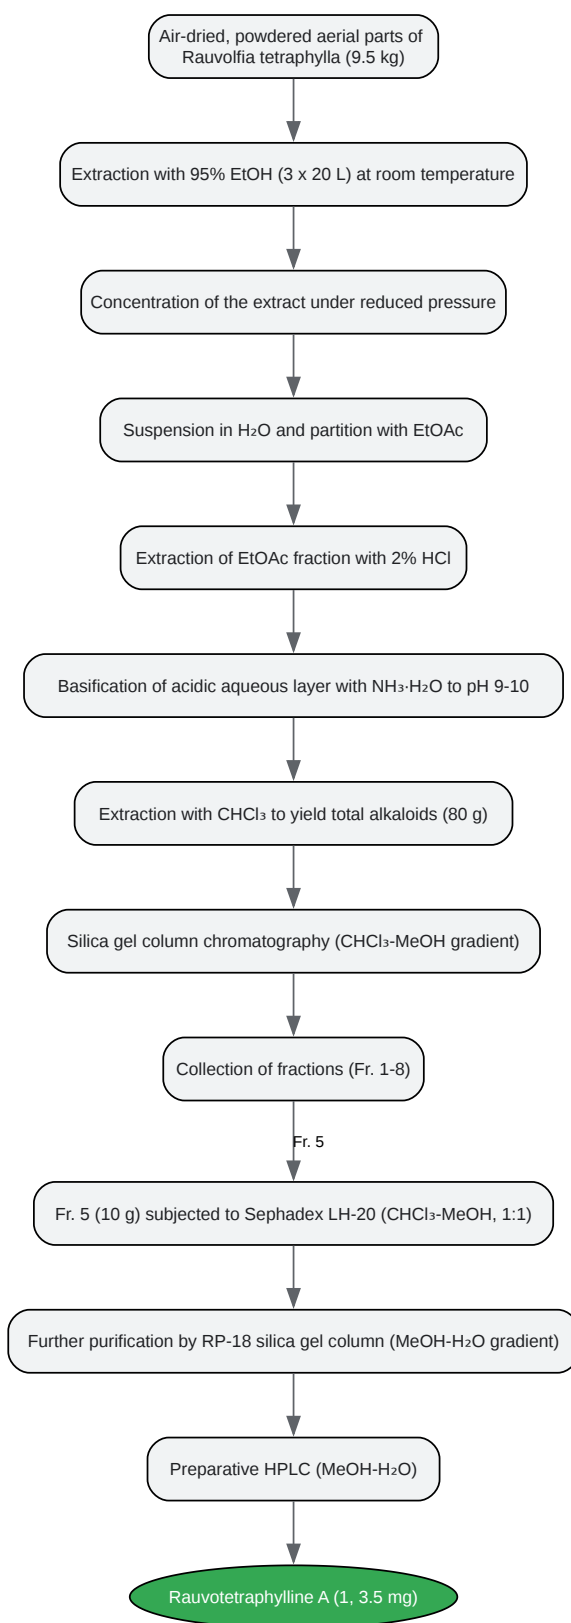 Air-dried, powdered aerial parts of
Rauvolfia tetraphylla (9.5 kg)
Extraction with 95% EtOH (3 x 20 L) at room temperature
Concentration of the extract under reduced pressure
Suspension in H₂O and partition with EtOAc
Extraction of EtOAc fraction with 2% HCl
Basification of acidic aqueous layer with NH₃·H₂O to pH 9-10
Extraction with CHCl₃ to yield total alkaloids (80 g)
Silica gel column chromatography (CHCl₃-MeOH gradient)
Collection of fractions (Fr. 1-8)
Fr. 5
Fr. 5 (10 g) subjected to Sephadex LH-20 (CHCl₃-MeOH, 1:1)
Further purification by RP-18 silica gel column (MeOH-H₂O gradient)
Preparative HPLC (MeOH-H₂O)
Rauvotetraphylline A (1, 3.5 mg)